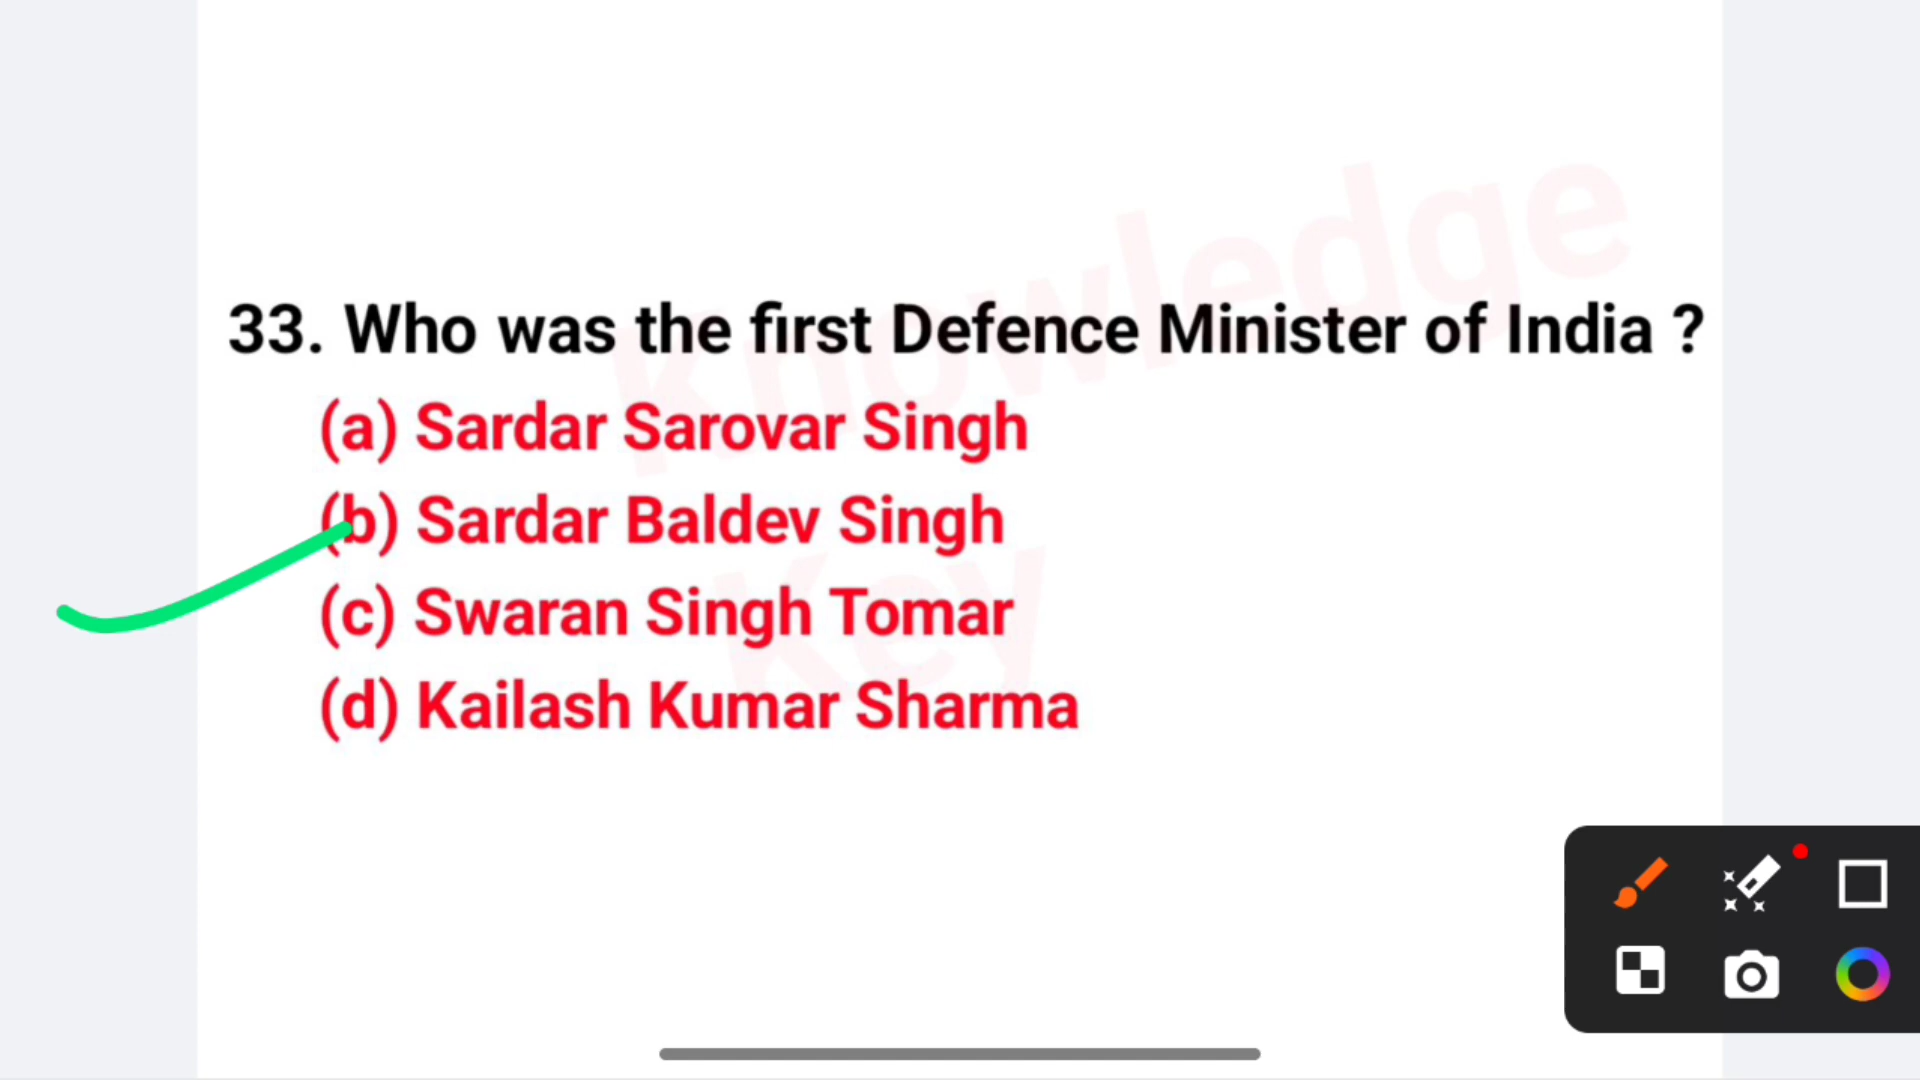 Knowledge
33. Who was the first Defence Minister of India ?
(a) Sardar Sarovar Singh
(b) Sardar Baldev Singh
Key
(c) Swaran Singh Tomar
(d) Kailash Kumar Sharma